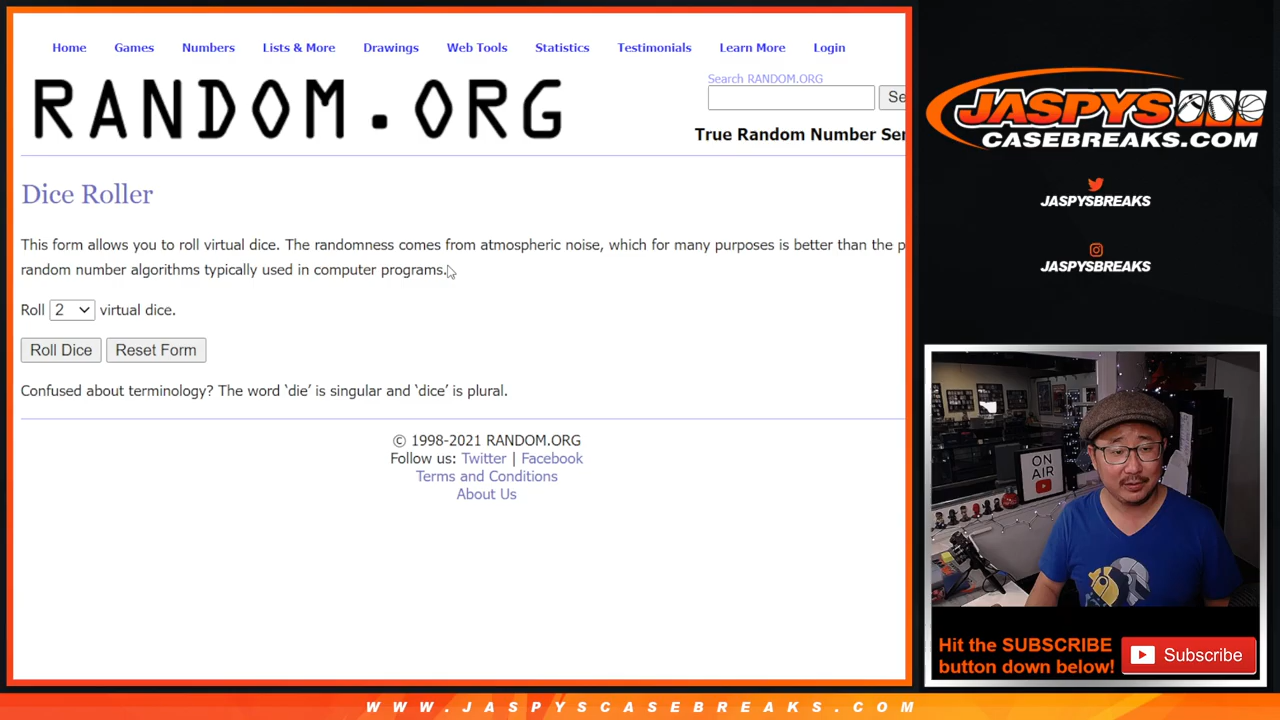 Home Games Numbers Lists & More Drawings Web Tools Statistics Testimonials Learn More Login
RANDOM.ORG
Search RANDOM.ORG
Se
True Random Number Ser
Dice Roller
This form allows you to roll virtual dice. The randomness comes from atmospheric noise, which for many purposes is better than the p
random number algorithms typically used in computer programs.
Roll 2 virtual dice.
Roll Dice Reset Form
Confused about terminology? The word ‘die’ is singular and ‘dice’ is plural.
© 1998-2021 RANDOM.ORG
Follow us: Twitter | Facebook
Terms and Conditions
About Us
JASPYS
CASEBREAKS.COM
JASPYSBREAKS
JASPYSBREAKS
ON
AIR
Hit the SUBSCRIBE
button down below!
Subscribe
WWW.JASPYSCASEBREAKS.COM